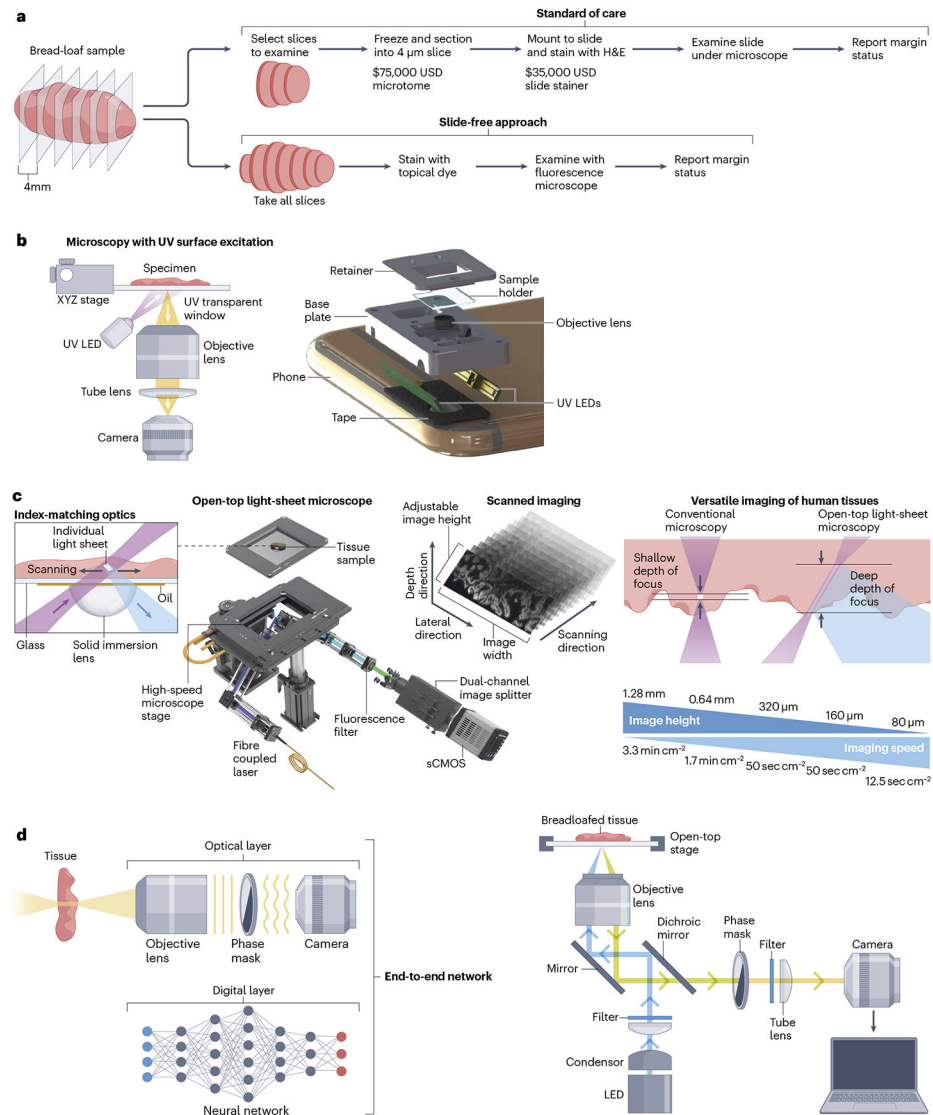 a
Standard of care
Bread-loaf sample
4mm
Select slices
to examine
Freeze and section
into 4 µm slice
$75,000 USD
microtome
Mount to slide
and stain with H&E
$35,000 USD
slide stainer
Examine slide
under microscope
Report margin
status
Slide-free approach
Take all slices
Stain with
topical dye
Examine with
fluorescence
microscope
Report margin
status
b
Microscopy with UV surface excitation
Specimen
XYZ stage
UV transparent
window
UV LED
Objective
lens
Tube lens
Camera
Retainer
Sample
holder
Base
plate
Objective lens
Phone
UV LEDs
Tape
c
Index-matching optics
Individual
light sheet
Scanning
Oil
Glass
Solid immersion
lens
Open-top light-sheet microscope
Tissue
sample
High-speed
microscope
stage
Fibre
coupled
laser
Fluorescence
filter
Dual-channel
image splitter
sCMOS
Scanned imaging
Adjustable
image height
Depth
direction
Lateral
direction
Image
width
Scanning
direction
Versatile imaging of human tissues
Conventional
microscopy
Open-top light-sheet
microscopy
Shallow
depth of
focus
Deep
depth of
focus
1.28 mm
0.64 mm
320 µm
160 µm
80 µm
Image height
Imaging speed
3.3 min cm⁻²
1.7 min cm⁻²
50 sec cm⁻²
50 sec cm⁻²
12.5 sec cm⁻²
d
Tissue
Optical layer
Objective
lens
Phase
mask
Camera
End-to-end network
Digital layer
Neural network
Breadloafed tissue
Open-top
stage
Objective
lens
Dichroic
mirror
Phase
mask
Filter
Camera
Mirror
Tube
lens
Filter
Condensor
LED